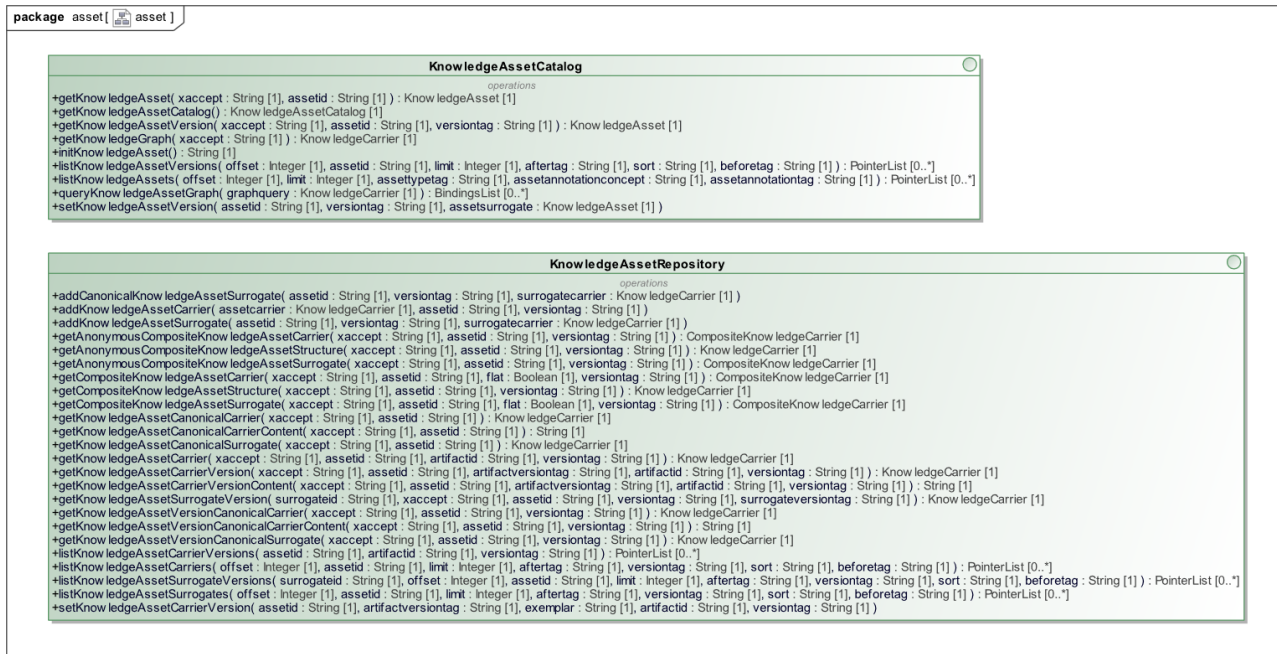 package asset[ asset ]
KnowledgeAssetCatalog
operations
+getKnowledgeAsset( xaccept : String [1], assetid : String [1] ) : KnowledgeAsset [1]
+getKnowledgeAssetCatalog() : KnowledgeAssetCatalog [1]
+getKnowledgeAssetVersion( xaccept : String [1], assetid : String [1], versiontag : String [1] ) : KnowledgeAsset [1]
+getKnowledgeGraph( xaccept : String [1] ) : KnowledgeCarrier [1]
+initKnowledgeAsset() : String [1]
+listKnowledgeAssetVersions( offset : Integer [1], assetid : String [1], limit : Integer [1], aftertag : String [1], sort : String [1], beforetag : String [1] ) : PointerList [0..*]
+listKnowledgeAssets( offset : Integer [1], limit : Integer [1], assettypetag : String [1], assetannotationconcept : String [1], assetannotationtag : String [1] ) : PointerList [0..*]
+queryKnowledgeAssetGraph( graphquery : KnowledgeCarrier [1] ) : BindingsList [0..*]
+setKnowledgeAssetVersion( assetid : String [1], versiontag : String [1], assetsurrogate : KnowledgeAsset [1] )
KnowledgeAssetRepository
operations
+addCanonicalKnowledgeAssetSurrogate( assetid : String [1], versiontag : String [1], surrogatecarrier : KnowledgeCarrier [1] )
+addKnowledgeAssetCarrier( assetcarrier : KnowledgeCarrier [1], assetid : String [1], versiontag : String [1] )
+addKnowledgeAssetSurrogate( assetid : String [1], versiontag : String [1], surrogatecarrier : KnowledgeCarrier [1] )
+getAnonymousCompositeKnowledgeAssetCarrier( xaccept : String [1], assetid : String [1], versiontag : String [1] ) : CompositeKnowledgeCarrier [1]
+getAnonymousCompositeKnowledgeAssetStructure( xaccept : String [1], assetid : String [1], versiontag : String [1] ) : KnowledgeCarrier [1]
+getAnonymousCompositeKnowledgeAssetSurrogate( xaccept : String [1], assetid : String [1], versiontag : String [1] ) : CompositeKnowledgeCarrier [1]
+getCompositeKnowledgeAssetCarrier( xaccept : String [1], assetid : String [1], flat : Boolean [1], versiontag : String [1] ) : CompositeKnowledgeCarrier [1]
+getCompositeKnowledgeAssetStructure( xaccept : String [1], assetid : String [1], versiontag : String [1] ) : KnowledgeCarrier [1]
+getCompositeKnowledgeAssetSurrogate( xaccept : String [1], assetid : String [1], flat : Boolean [1], versiontag : String [1] ) : CompositeKnowledgeCarrier [1]
+getKnowledgeAssetCanonicalCarrier( xaccept : String [1], assetid : String [1] ) : KnowledgeCarrier [1]
+getKnowledgeAssetCanonicalCarrierContent( xaccept : String [1], assetid : String [1] ) : String [1]
+getKnowledgeAssetCanonicalSurrogate( xaccept : String [1], assetid : String [1] ) : KnowledgeCarrier [1]
+getKnowledgeAssetCarrier( xaccept : String [1], assetid : String [1], artifactid : String [1], versiontag : String [1] ) : KnowledgeCarrier [1]
+getKnowledgeAssetCarrierVersion( xaccept : String [1], assetid : String [1], artifactversiontag : String [1], artifactid : String [1], versiontag : String [1] ) : KnowledgeCarrier [1]
+getKnowledgeAssetCarrierVersionContent( xaccept : String [1], assetid : String [1], artifactversiontag : String [1], artifactid : String [1], versiontag : String [1] ) : String [1]
+getKnowledgeAssetSurrogateVersion( surrogateid : String [1], xaccept : String [1], assetid : String [1], versiontag : String [1], surrogateversiontag : String [1] ) : KnowledgeCarrier [1]
+getKnowledgeAssetVersionCanonicalCarrier( xaccept : String [1], assetid : String [1], versiontag : String [1] ) : KnowledgeCarrier [1]
+getKnowledgeAssetVersionCanonicalCarrierContent( xaccept : String [1], assetid : String [1], versiontag : String [1] ) : String [1]
+getKnowledgeAssetVersionCanonicalSurrogate( xaccept : String [1], assetid : String [1], versiontag : String [1] ) : KnowledgeCarrier [1]
+listKnowledgeAssetCarrierVersions( assetid : String [1], artifactid : String [1], versiontag : String [1] ) : PointerList [0..*]
+listKnowledgeAssetCarriers( offset : Integer [1], assetid : String [1], limit : Integer [1], aftertag : String [1], versiontag : String [1], sort : String [1], beforetag : String [1] ) : PointerList [0..*]
+listKnowledgeAssetSurrogateVersions( surrogateid : String [1], offset : Integer [1], assetid : String [1], limit : Integer [1], aftertag : String [1], versiontag : String [1], sort : String [1], beforetag : String [1] ) : PointerList [0..*]
+listKnowledgeAssetSurrogates( offset : Integer [1], assetid : String [1], limit : Integer [1], aftertag : String [1], versiontag : String [1], sort : String [1], beforetag : String [1] ) : PointerList [0..*]
+setKnowledgeAssetCarrierVersion( assetid : String [1], artifactversiontag : String [1], exemplar : String [1], artifactid : String [1], versiontag : String [1] )